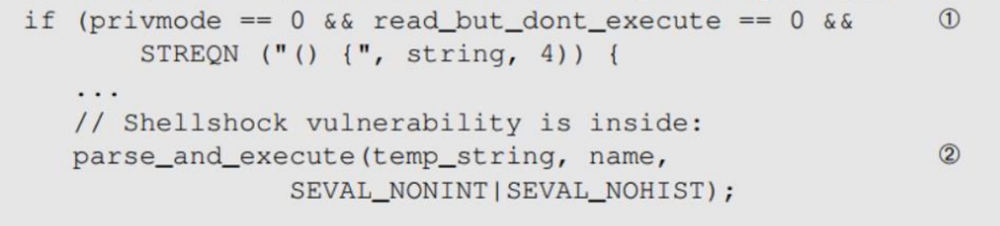 if (privmode == 0 && read_but_dont_execute == 0 && ①
STREQN ("() {", string, 4)) {
...
// Shellshock vulnerability is inside:
parse_and_execute(temp_string, name, ②
SEVAL_NONINT|SEVAL_NOHIST);